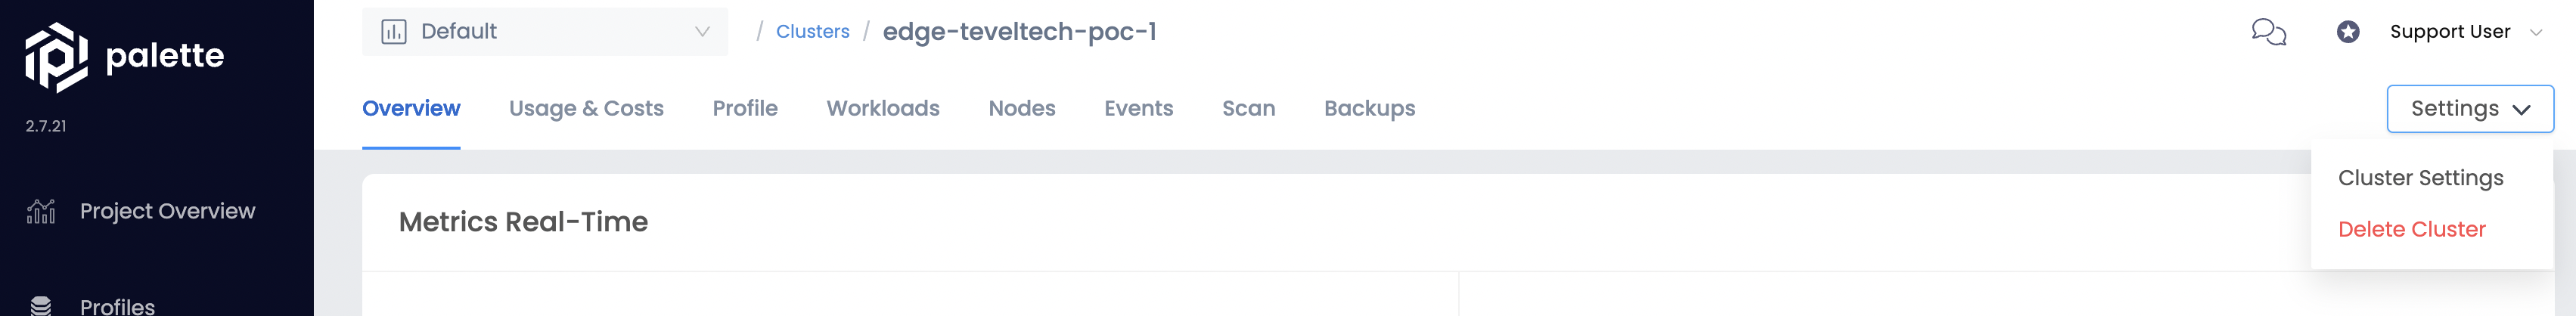 palette
2.7.21
Project Overview
Profiles
Default
/ Clusters / edge-teveltech-poc-1
Support User
Overview Usage & Costs Profile Workloads Nodes Events Scan Backups
Settings
Cluster Settings
Delete Cluster
Metrics Real-Time